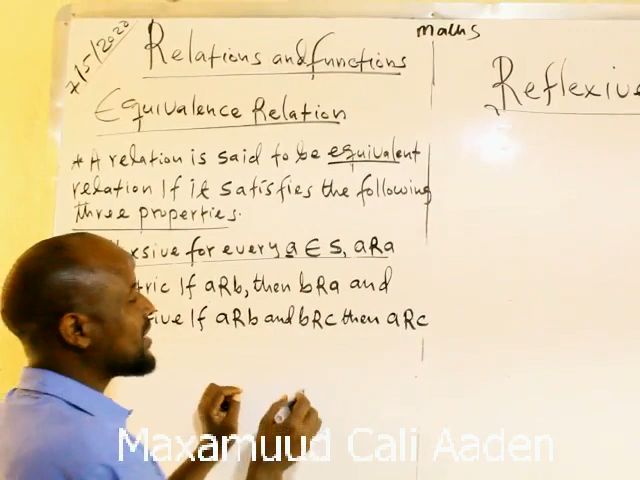 7/5/2020
Relations and functions
maths
Equivalence Relation
* A relation is said to be equivalent
relation If it satisfies the following
three properties.
for every a ∈ S, aRa
If aRb, then bRa and
If aRb and bRc then aRc
Reflexive
Maxamuud Cali Aaden